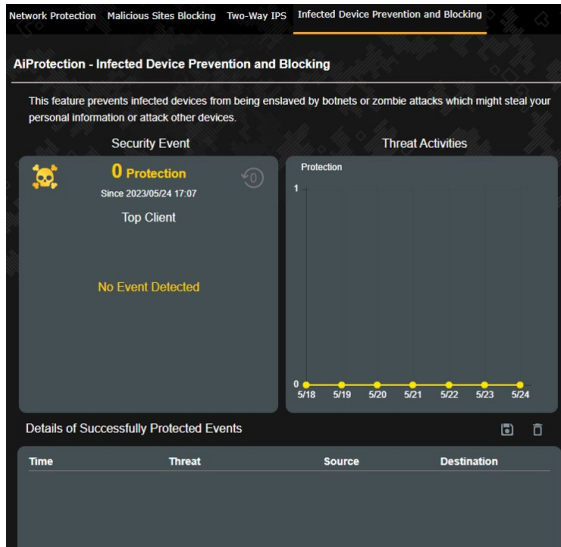 Network Protection Malicious Sites Blocking Two-Way IPS Infected Device Prevention and Blocking
AiProtection - Infected Device Prevention and Blocking
This feature prevents infected devices from being enslaved by botnets or zombie attacks which might steal your
personal information or attack other devices.
Security Event
0 Protection
Since 2023/05/24 17:07
Top Client
No Event Detected
Threat Activities
Protection
1
0
5/18 5/19 5/20 5/21 5/22 5/23 5/24
Details of Successfully Protected Events
Time Threat Source Destination